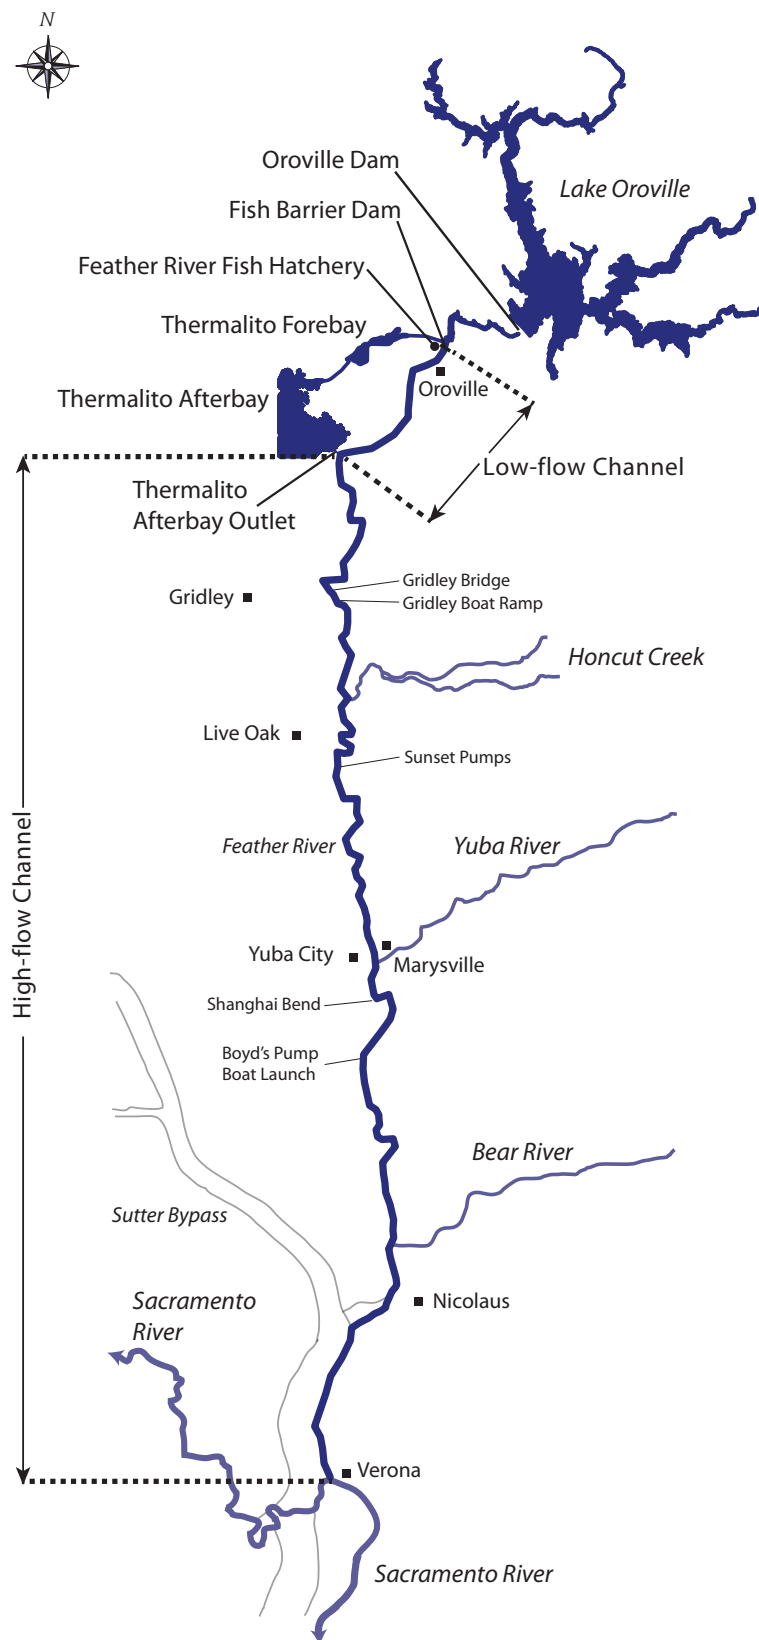 N
Oroville Dam
Lake Oroville
Fish Barrier Dam
Feather River Fish Hatchery
Thermalito Forebay
Oroville
Thermalito Afterbay
Low-flow Channel
Thermalito
Afterbay Outlet
Gridley Bridge
Gridley
Gridley Boat Ramp
Honcut Creek
Live Oak
Sunset Pumps
Feather River
Yuba River
High-flow Channel
Yuba City
Marysville
Shanghai Bend
Boyd's Pump
Boat Launch
Bear River
Sutter Bypass
Sacramento
River
Nicolaus
Verona
Sacramento River